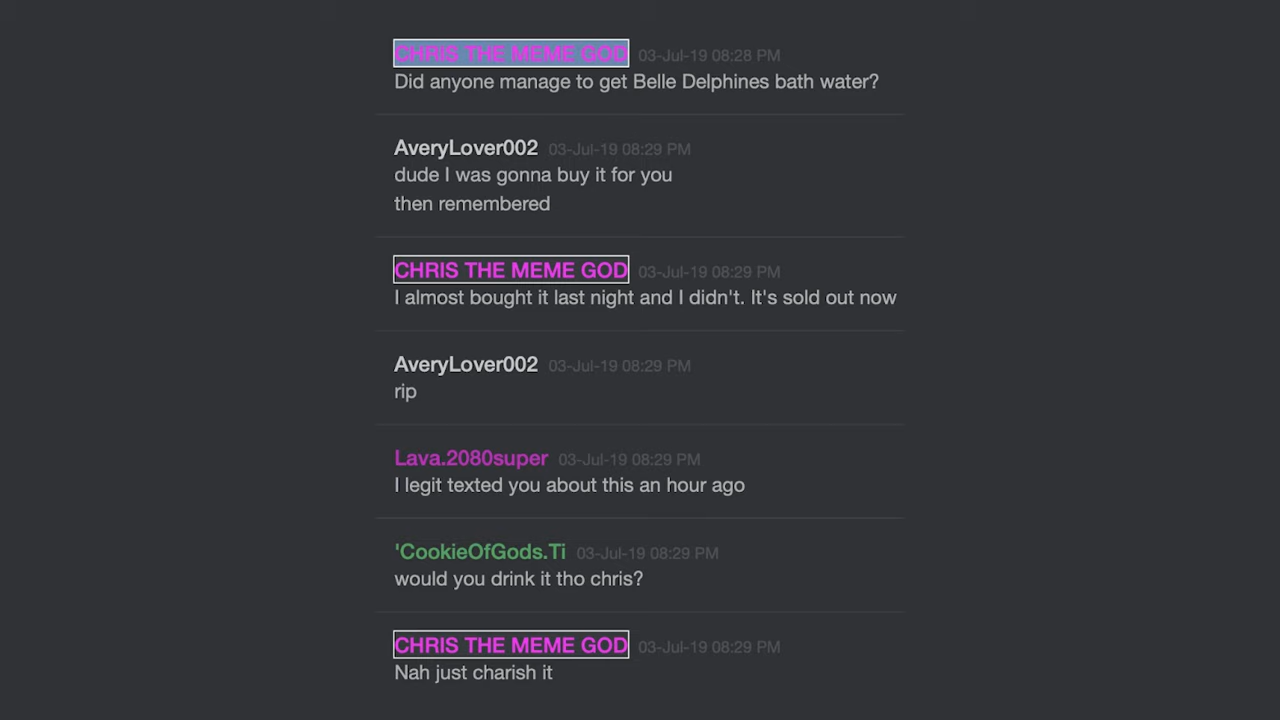 CHRIS THE MEME GOD 03-Jul-19 08:28 PM
Did anyone manage to get Belle Delphines bath water?
AveryLover002 03-Jul-19 08:29 PM
dude I was gonna buy it for you
then remembered
CHRIS THE MEME GOD 03-Jul-19 08:29 PM
I almost bought it last night and I didn't. It's sold out now
AveryLover002 03-Jul-19 08:29 PM
rip
Lava.2080super 03-Jul-19 08:29 PM
I legit texted you about this an hour ago
'CookieOfGods.Ti 03-Jul-19 08:29 PM
would you drink it tho chris?
CHRIS THE MEME GOD 03-Jul-19 08:29 PM
Nah just charish it